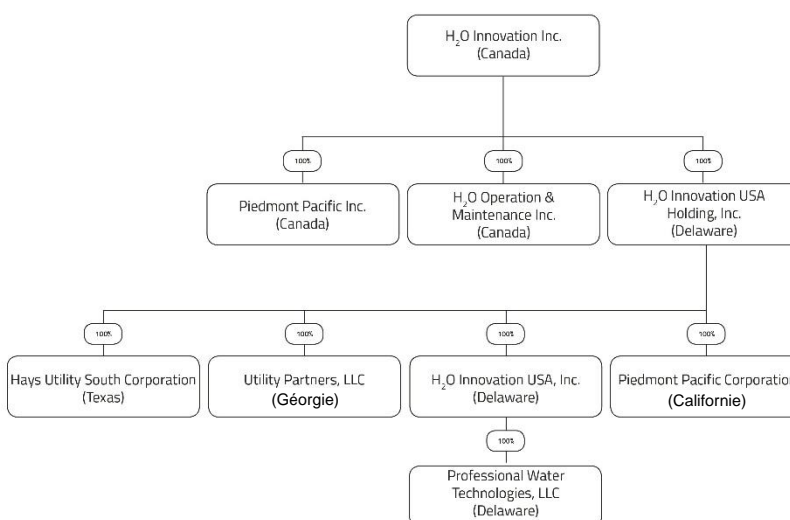 H₂O Innovation Inc.
(Canada)
100%
100%
100%
Piedmont Pacific Inc.
(Canada)
H₂O Operation &
Maintenance Inc.
(Canada)
H₂O Innovation USA
Holding, Inc.
(Delaware)
100%
100%
100%
100%
Hays Utility South Corporation
(Texas)
Utility Partners, LLC
(Géorgie)
H₂O Innovation USA, Inc.
(Delaware)
Piedmont Pacific Corporation
(Californie)
100%
Professional Water
Technologies, LLC
(Delaware)